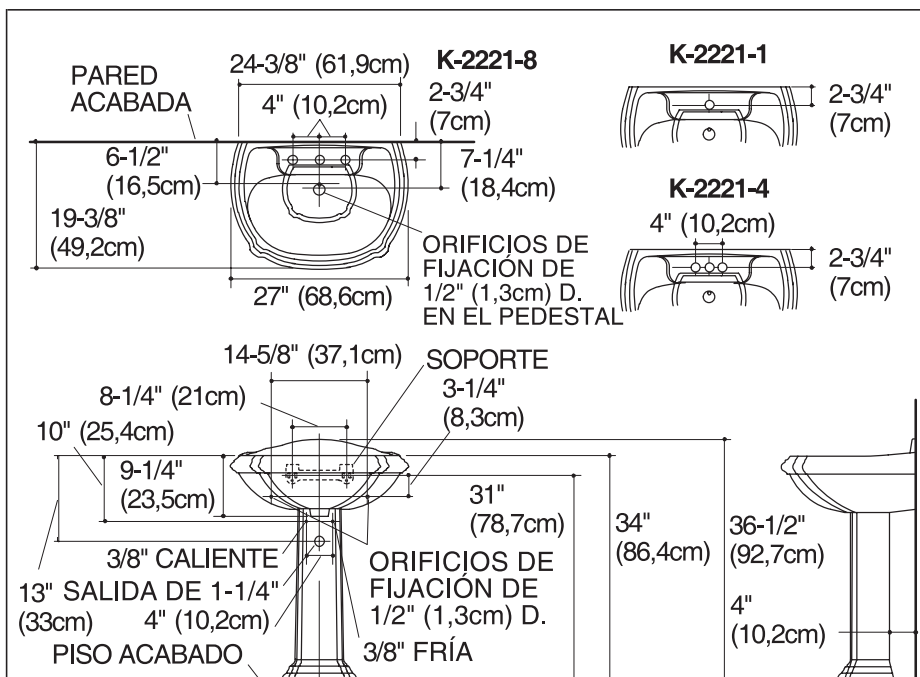 PARED
ACABADA
24-3/8" (61,9cm)
4" (10,2cm)
K-2221-8
2-3/4"
(7cm)
6-1/2"
(16,5cm)
7-1/4"
(18,4cm)
19-3/8"
(49,2cm)
27" (68,6cm)
ORIFICIOS DE
FIJACIÓN DE
1/2" (1,3cm) D.
EN EL PEDESTAL
K-2221-1
2-3/4"
(7cm)
K-2221-4
4" (10,2cm)
2-3/4"
(7cm)
14-5/8" (37,1cm)
SOPORTE
8-1/4" (21cm)
3-1/4"
(8,3cm)
10" (25,4cm)
9-1/4"
(23,5cm)
31"
(78,7cm)
34"
(86,4cm)
36-1/2"
(92,7cm)
3/8" CALIENTE
13" SALIDA DE 1-1/4"
(33cm)
4" (10,2cm)
ORIFICIOS DE
FIJACIÓN DE
1/2" (1,3cm) D.
4"
(10,2cm)
PISO ACABADO
3/8" FRÍA